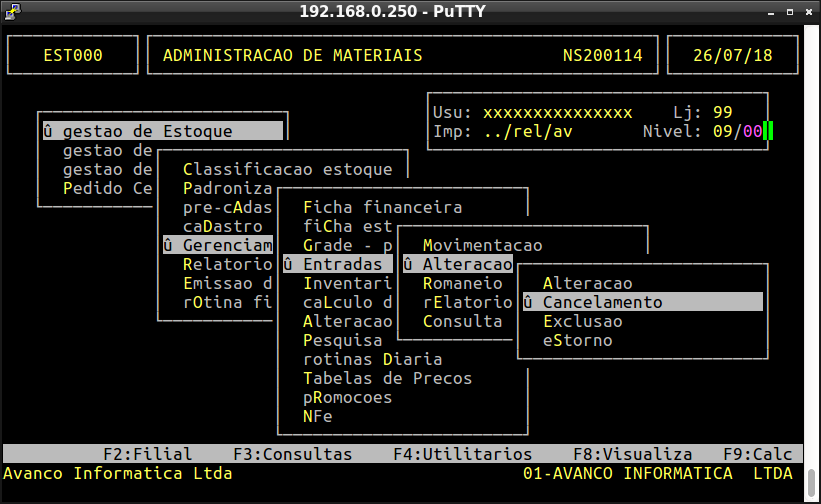 192.168.0.250 - PuTTY
EST000 ADMINISTRACAO DE MATERIAIS NS200114 26/07/18
Usu: xxxxxxxxxxxxxxx Lj: 99
û gestao de Estoque Imp: ../rel/av Nivel: 09/00
gestao de
gestao de Classificacao estoque
Pedido Ce Padroniza
pre-cAdas Ficha financeira
caDastro fiCha est
û Gerenciam Grade - p Movimentacao
Relatorio û Entradas û Alteracao
Emissao d Inventari Romaneio Alteracao
rOtina fi caLculo d rElatorio û Cancelamento
Alteracao Consulta Exclusao
Pesquisa eStorno
rotinas Diaria
Tabelas de Precos
pRomocoes
NFe
F2:Filial F3:Consultas F4:Utilitarios F8:Visualiza F9:Calc
Avanco Informatica Ltda 01-AVANCO INFORMATICA LTDA